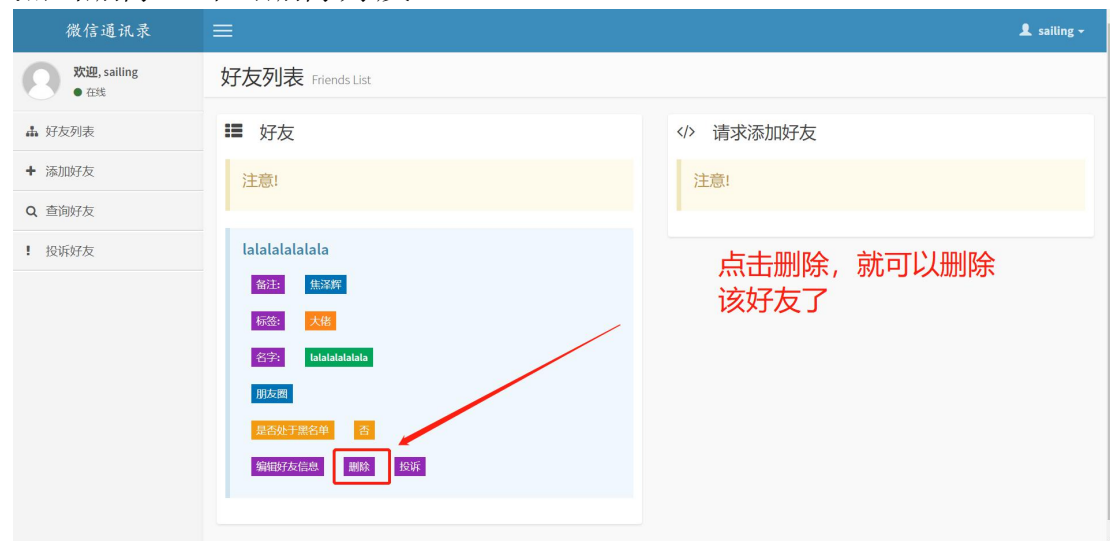 微信通讯录
sailing
欢迎, sailing
在线
好友列表 Friends List
好友列表
添加好友
查询好友
投诉好友
好友
注意!
lalalalalalala
备注: 焦泽辉
标签: 大佬
名字: lalalalalalala
朋友圈
是否处于黑名单 否
编辑好友信息 删除 投诉
请求添加好友
注意!
点击删除，就可以删除
该好友了